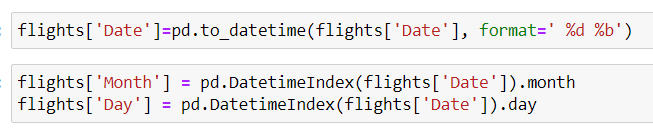 flights['Date']=pd.to_datetime(flights['Date'], format=' %d %b')
flights['Month'] = pd.DatetimeIndex(flights['Date']).month
flights['Day'] = pd.DatetimeIndex(flights['Date']).day